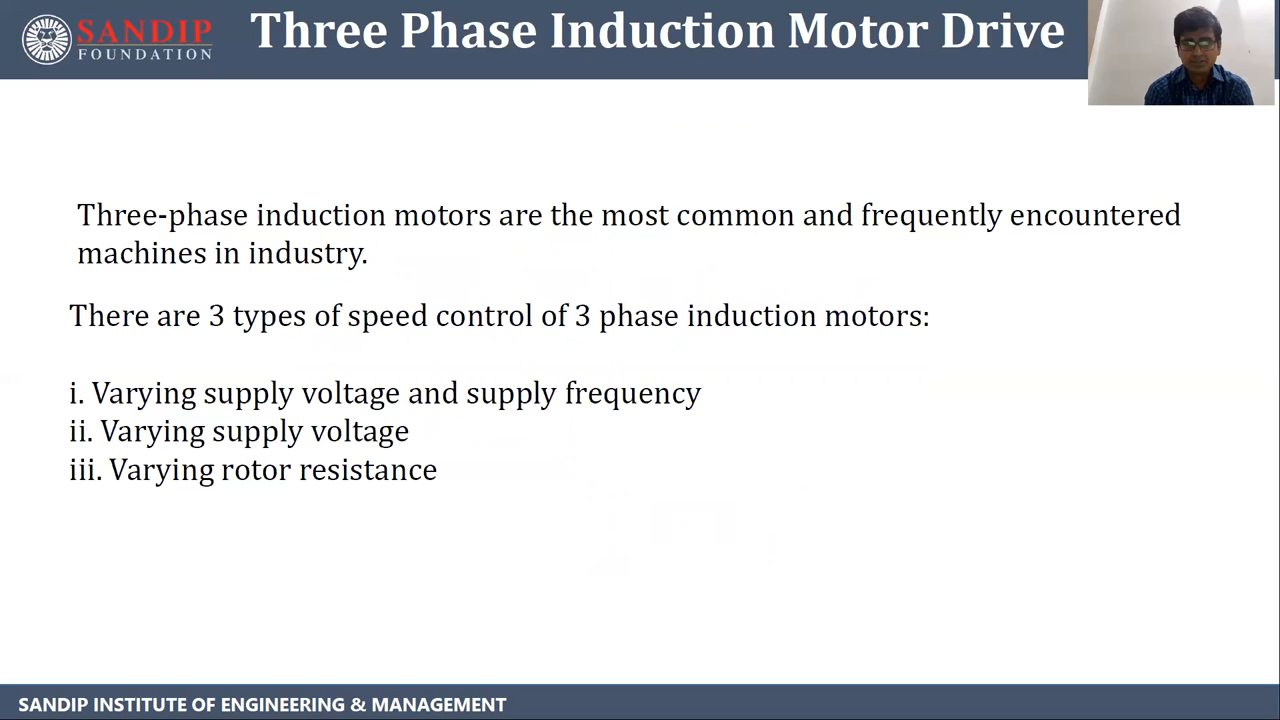 SANDIP
FOUNDATION
Three Phase Induction Motor Drive
Three-phase induction motors are the most common and frequently encountered
machines in industry.
There are 3 types of speed control of 3 phase induction motors:
i. Varying supply voltage and supply frequency
ii. Varying supply voltage
iii. Varying rotor resistance
SANDIP INSTITUTE OF ENGINEERING & MANAGEMENT